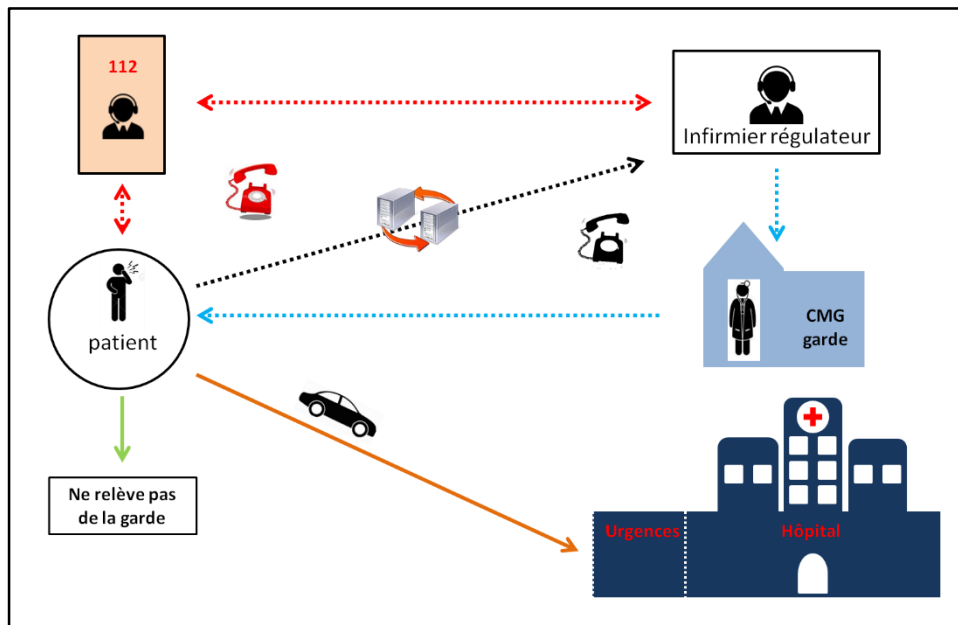 112
Infirmier régulateur
patient
CMG
garde
Ne relève pas
de la garde
Urgences
Hôpital